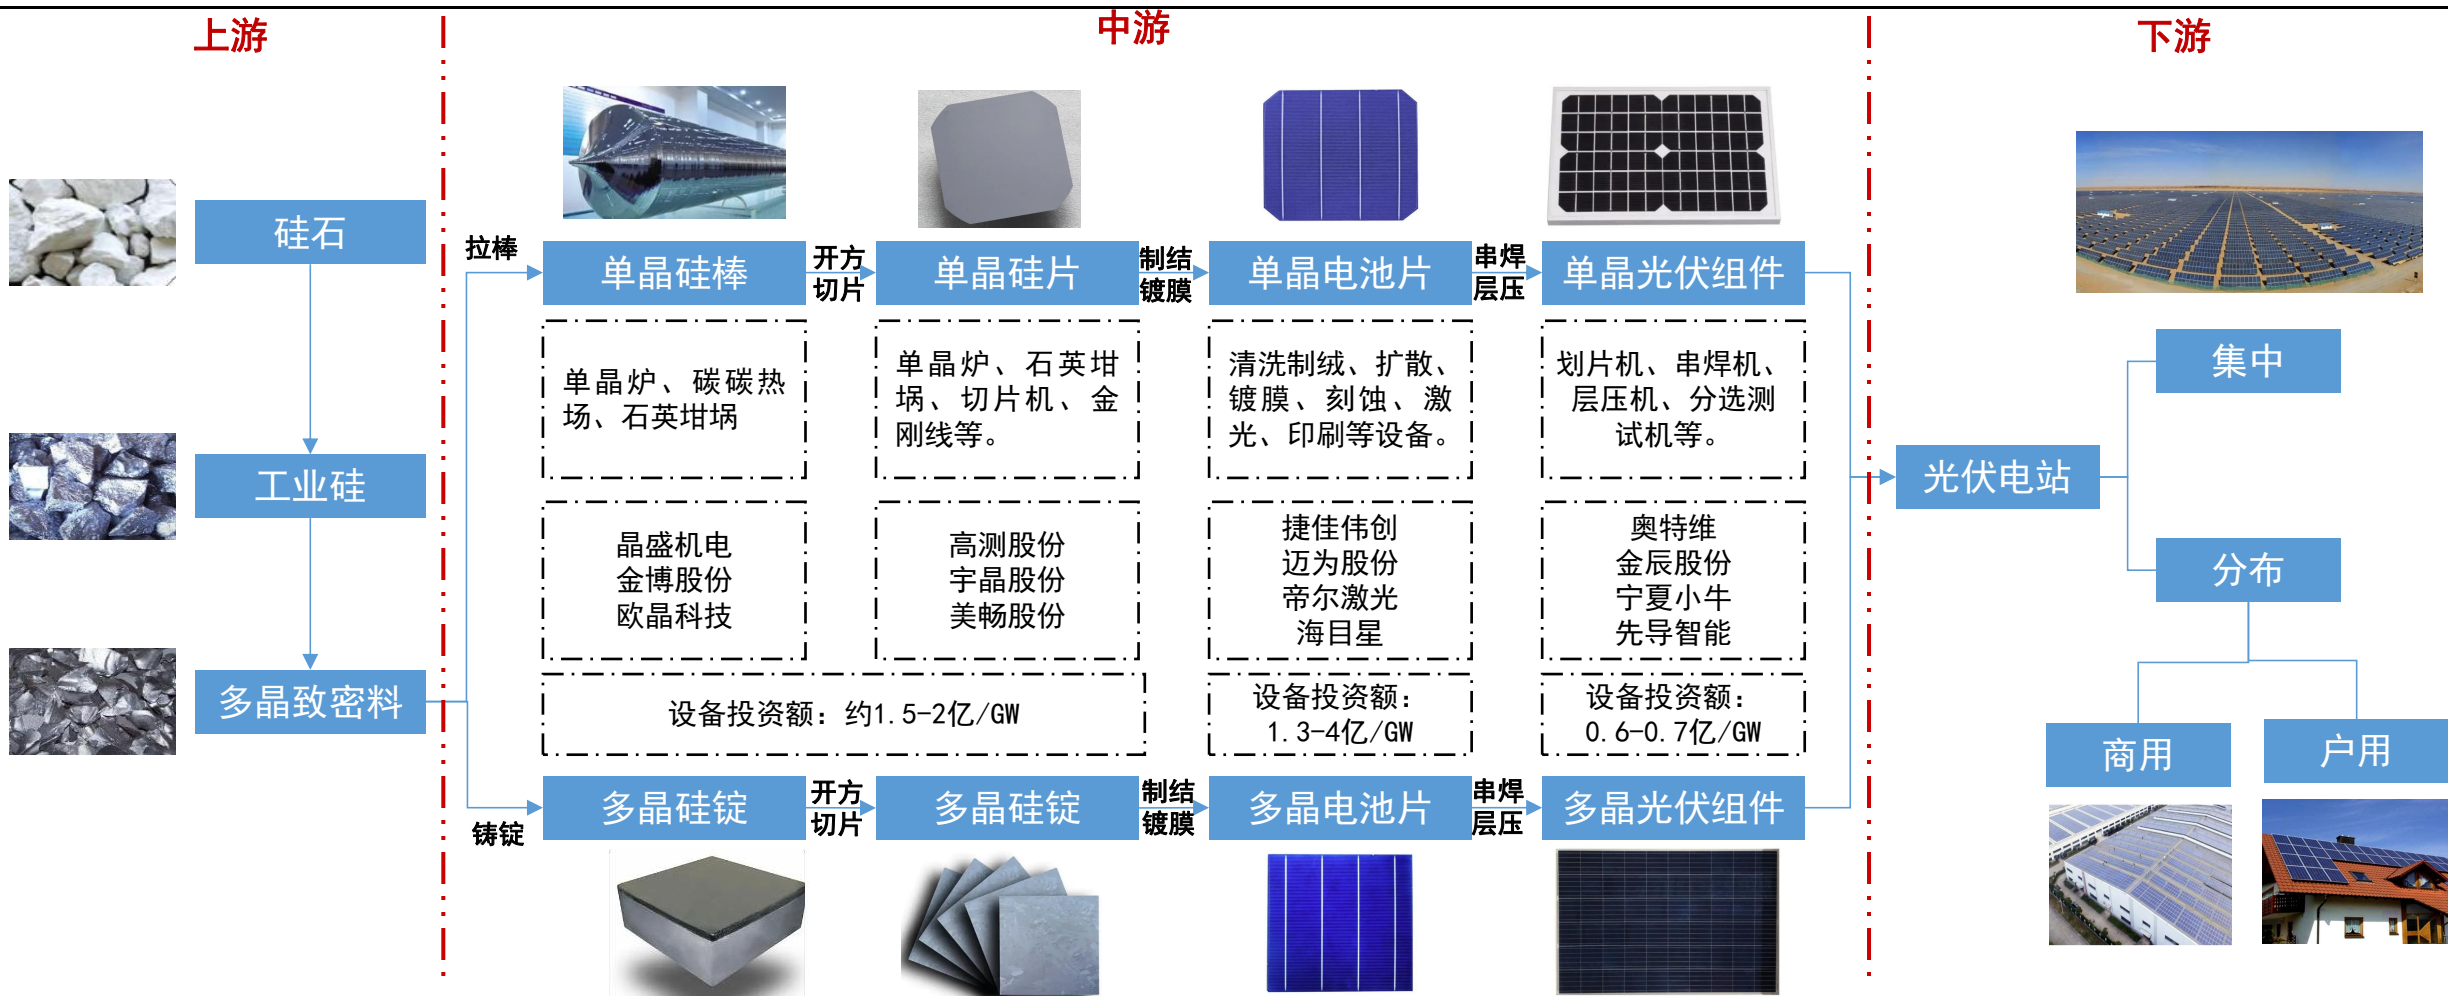 上游
中游
下游
硅石
工业硅
多晶致密料
拉棒
铸锭
单晶硅棒
开方
切片
单晶硅片
制结
镀膜
单晶电池片
串焊
层压
单晶光伏组件
单晶炉、碳碳热
场、石英坩埚
单晶炉、石英坩
埚、切片机、金
刚线等。
清洗制绒、扩散、
镀膜、刻蚀、激
光、印刷等设备。
划片机、串焊机、
层压机、分选测
试机等。
晶盛机电
金博股份
欧晶科技
高测股份
宇晶股份
美畅股份
捷佳伟创
迈为股份
帝尔激光
海目星
奥特维
金辰股份
宁夏小牛
先导智能
设备投资额：约1.5-2亿/GW
设备投资额：
1.3-4亿/GW
设备投资额：
0.6-0.7亿/GW
多晶硅锭
开方
切片
多晶硅锭
制结
镀膜
多晶电池片
串焊
层压
多晶光伏组件
光伏电站
集中
分布
商用
户用